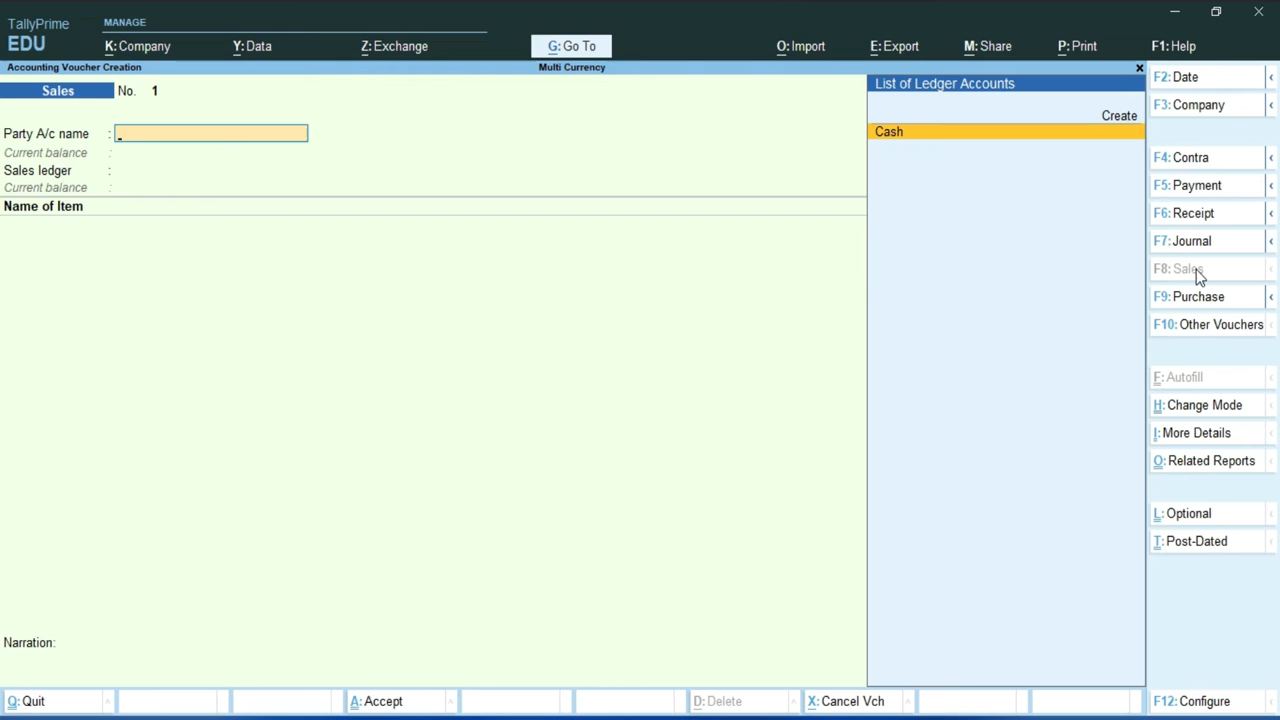 TallyPrime
EDU
MANAGE
K: Company Y: Data Z: Exchange G: Go To O: Import E: Export M: Share P: Print F1: Help
Accounting Voucher Creation Multi Currency
Sales No. 1
Party A/c name :
Current balance :
Sales ledger :
Current balance :
Name of Item
Narration:
List of Ledger Accounts
Create
Cash
F2: Date
F3: Company
F4: Contra
F5: Payment
F6: Receipt
F7: Journal
F8: Sales
F9: Purchase
F10: Other Vouchers
F: Autofill
H: Change Mode
I: More Details
O: Related Reports
L: Optional
T: Post-Dated
Q: Quit A: Accept D: Delete X: Cancel Vch F12: Configure